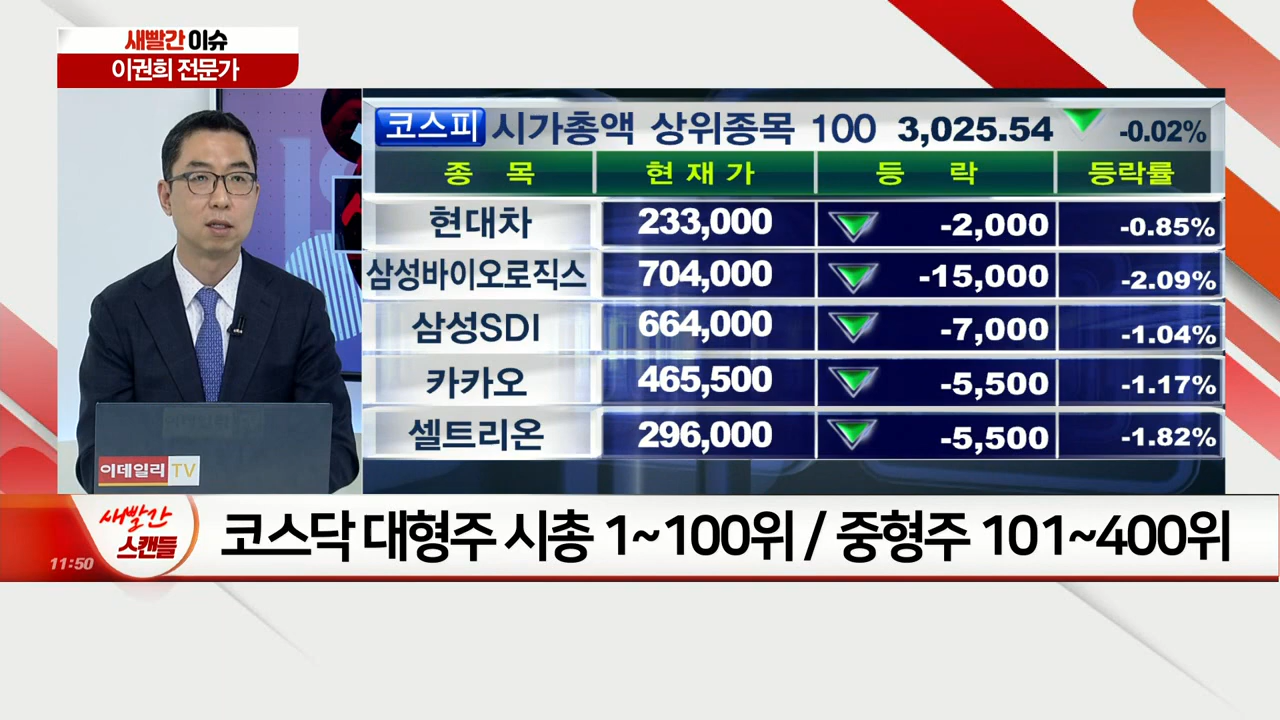 새빨간 이슈
이권희 전문가
코스피 시가총액 상위종목 100 3,025.54 -0.02%
종 목 현 재 가 등 락 등락률
현대차 233,000 -2,000 -0.85%
삼성바이오로직스 704,000 -15,000 -2.09%
삼성SDI 664,000 -7,000 -1.04%
카카오 465,500 -5,500 -1.17%
셀트리온 296,000 -5,500 -1.82%
이데일리TV
새빨간
스캔들
11:50
코스닥 대형주 시총 1~100위 / 중형주 101~400위